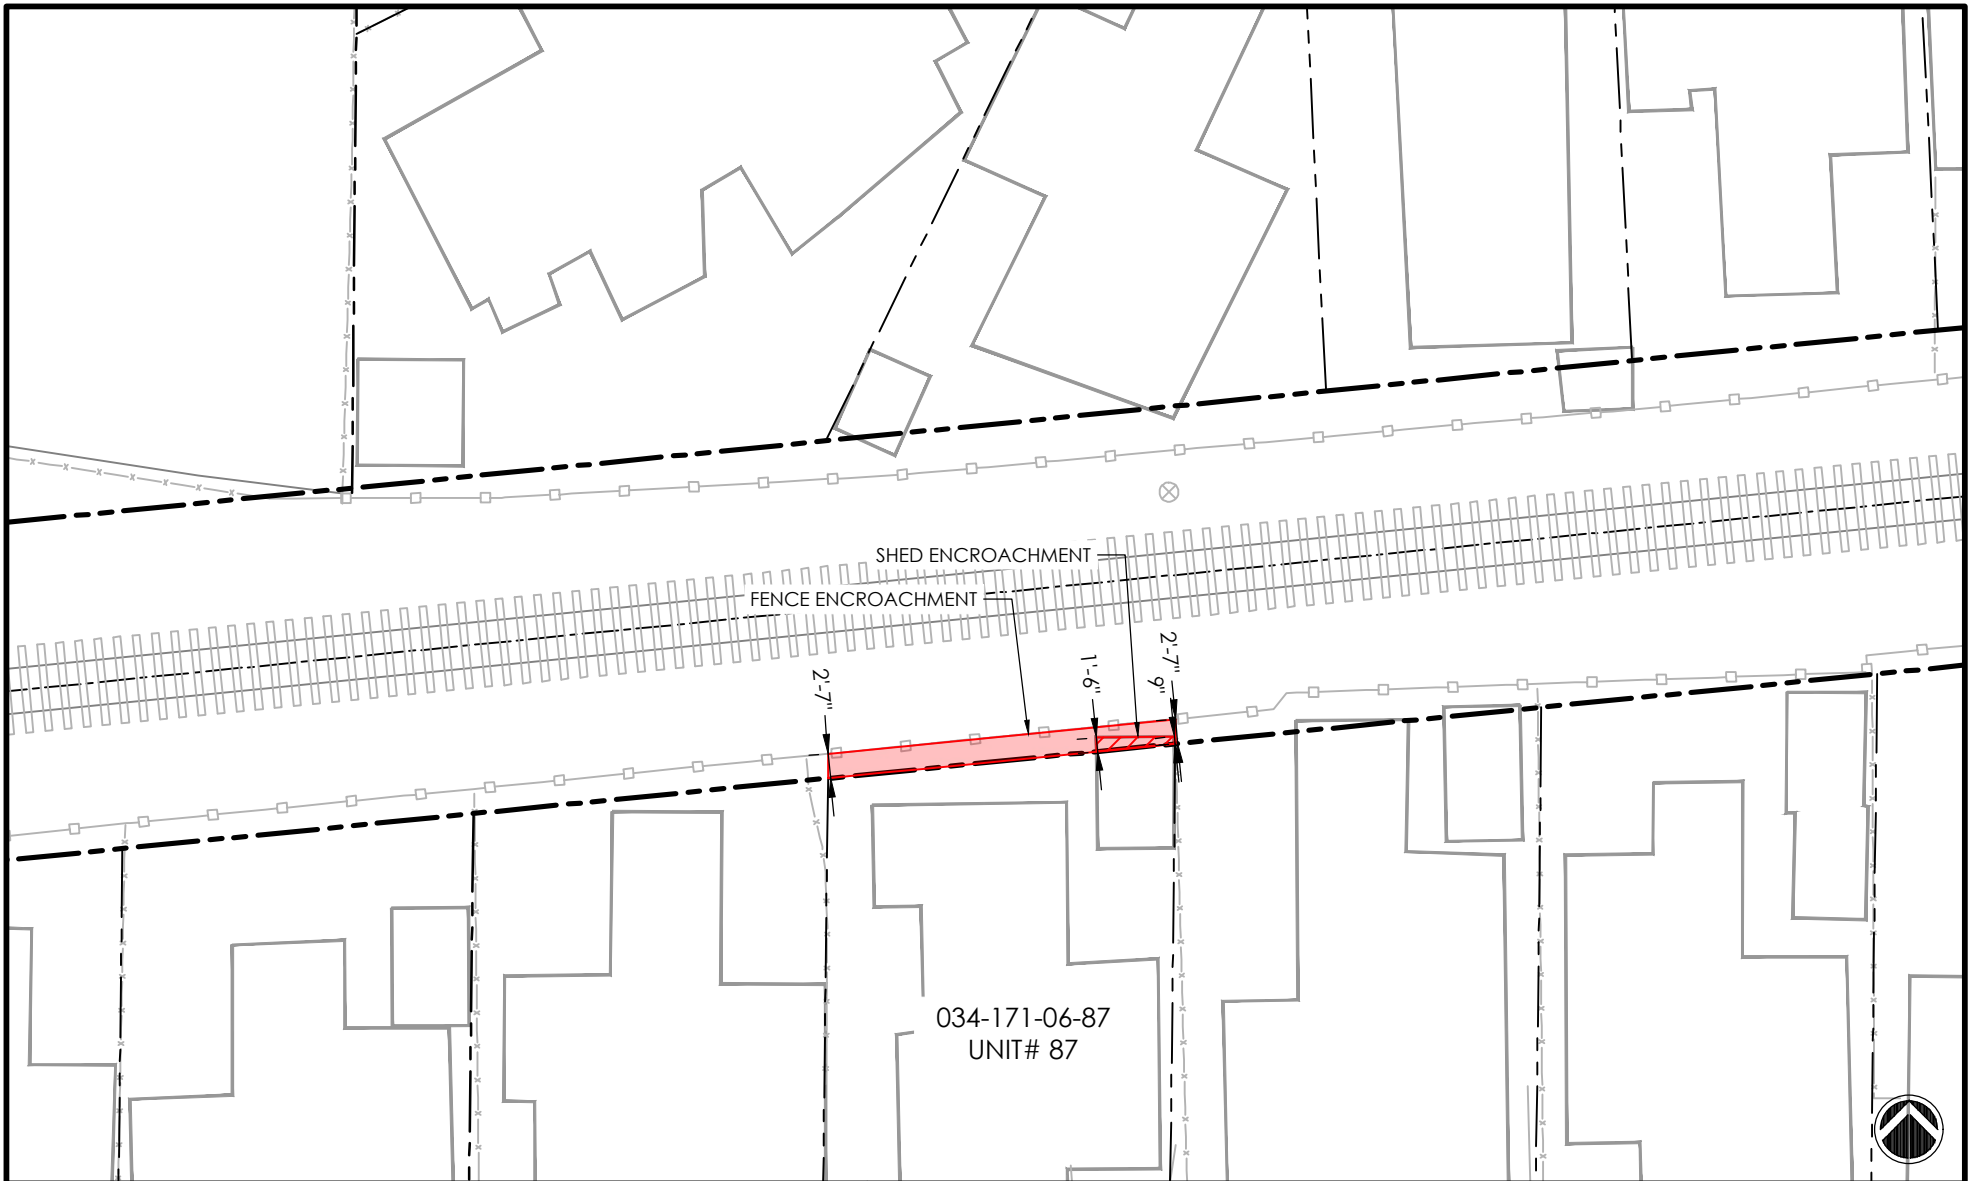 SHED ENCROACHMENT
FENCE ENCROACHMENT
2'-7"
1'-6"
9"
2'-7"
034-171-06-87
UNIT# 87